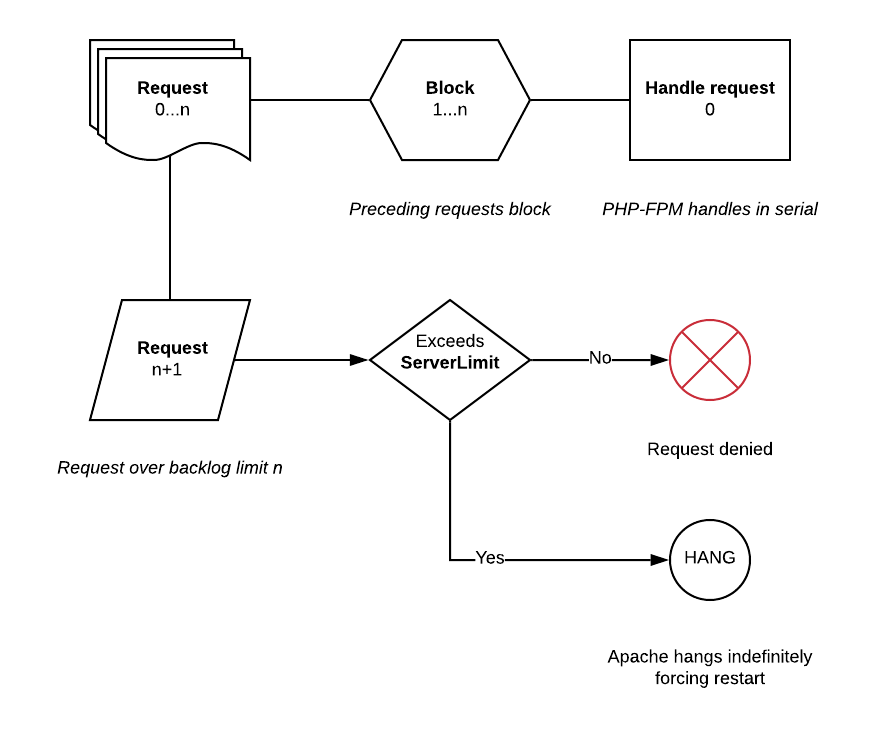 Request
0...n
Block
1...n
Handle request
0
Preceding requests block
PHP-FPM handles in serial
Request
n+1
Exceeds
ServerLimit
No
Request over backlog limit n
Request denied
Yes
HANG
Apache hangs indefinitely
forcing restart